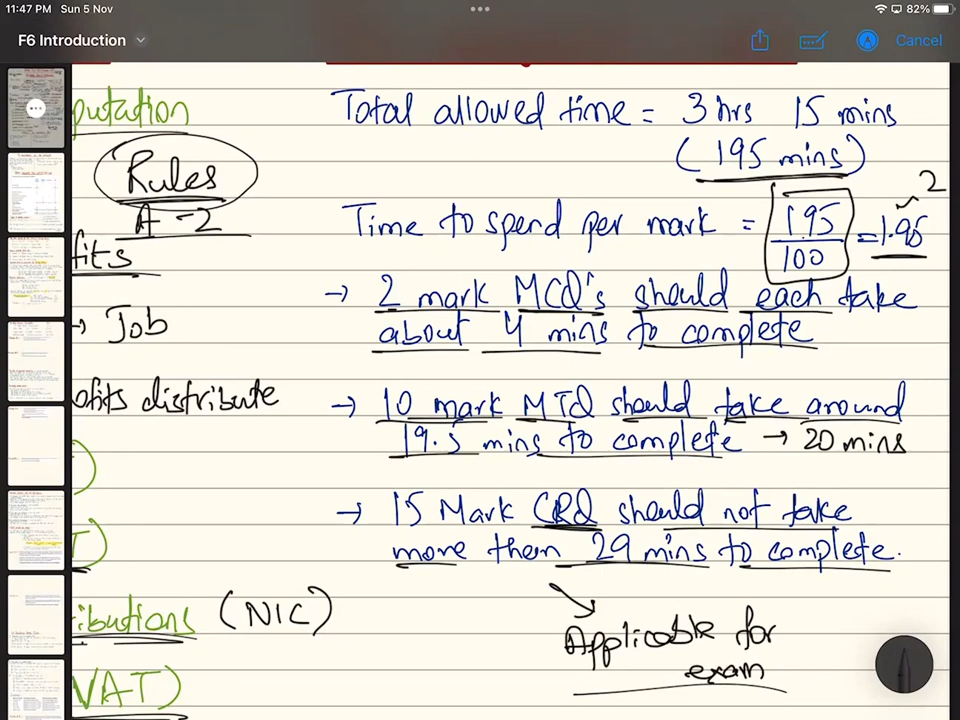 11:47 PM Sun 5 Nov
82%
F6 Introduction
Cancel
putation
Rules
A-2
fits
→ Job
ofits distribute
)
T)
ributions (NIC)
VAT)
Total allowed time = 3 hrs 15 mins
(195 mins)
2
Time to spend per mark = 195/100 = 1.95
→ 2 mark MCQ's should each take
about 4 mins to complete
→ 10 mark MTQ should take around
19.5 mins to complete → 20 mins
→ 15 Mark CRQ should not take
more then 29 mins to complete.
Applicable for
exam